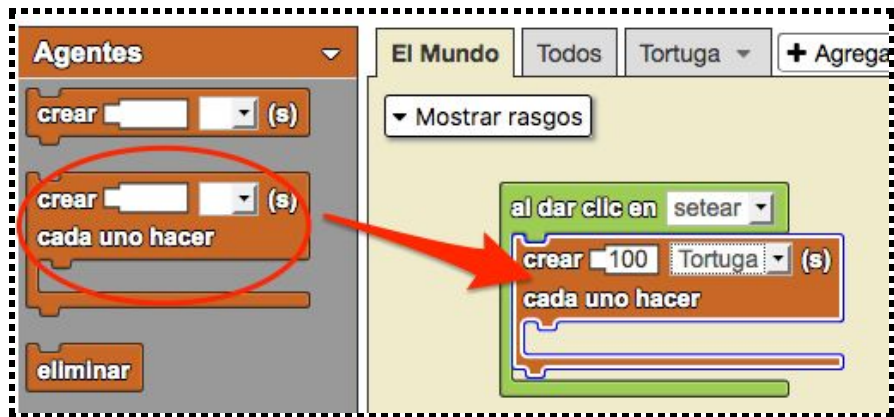 Agentes
El Mundo
Todos
Tortuga
+ Agrega
crear (s)
Mostrar rasgos
crear (s)
cada uno hacer
al dar clic en setear
crear 100 Tortuga (s)
cada uno hacer
eliminar